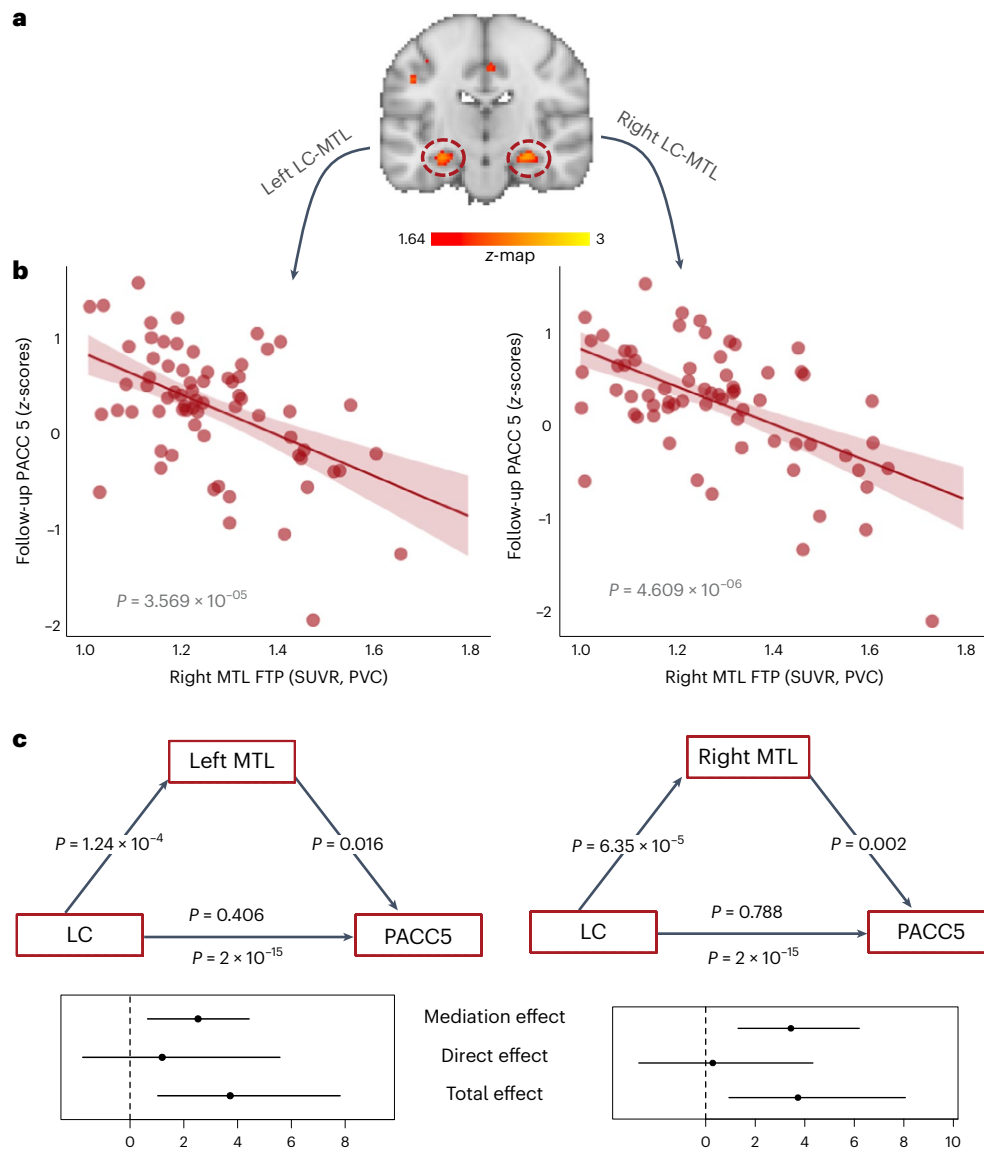 a
Left LC-MTL
Right LC-MTL
1.64
3
z-map
b
Follow-up PACC 5 (z-scores)
1
0
–1
–2
P = 3.569 × 10–05
1.0 1.2 1.4 1.6 1.8
Right MTL FTP (SUVR, PVC)
Follow-up PACC 5 (z-scores)
1
0
–1
–2
P = 4.609 × 10–06
1.0 1.2 1.4 1.6 1.8
Right MTL FTP (SUVR, PVC)
c
Left MTL
P = 1.24 × 10–4
P = 0.016
LC
P = 0.406
P = 2 × 10–15
PACC5
Right MTL
P = 6.35 × 10–5
P = 0.002
LC
P = 0.788
P = 2 × 10–15
PACC5
Mediation effect
Direct effect
Total effect
0 2 4 6 8
0 2 4 6 8 10